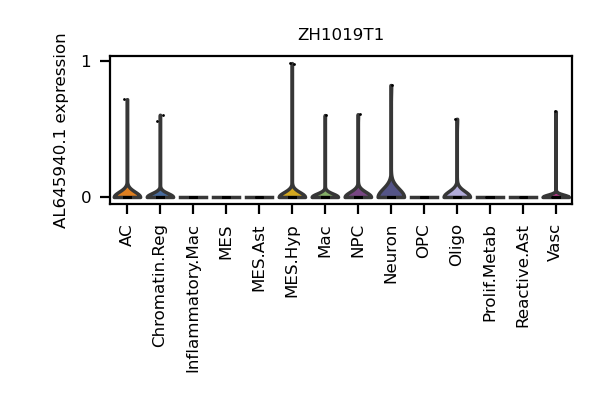 ZH1019T1
AL645940.1 expression
1
0
AC
Chromatin.Reg
Inflammatory.Mac
MES
MES.Ast
MES.Hyp
Mac
NPC
Neuron
OPC
Oligo
Prolif.Metab
Reactive.Ast
Vasc